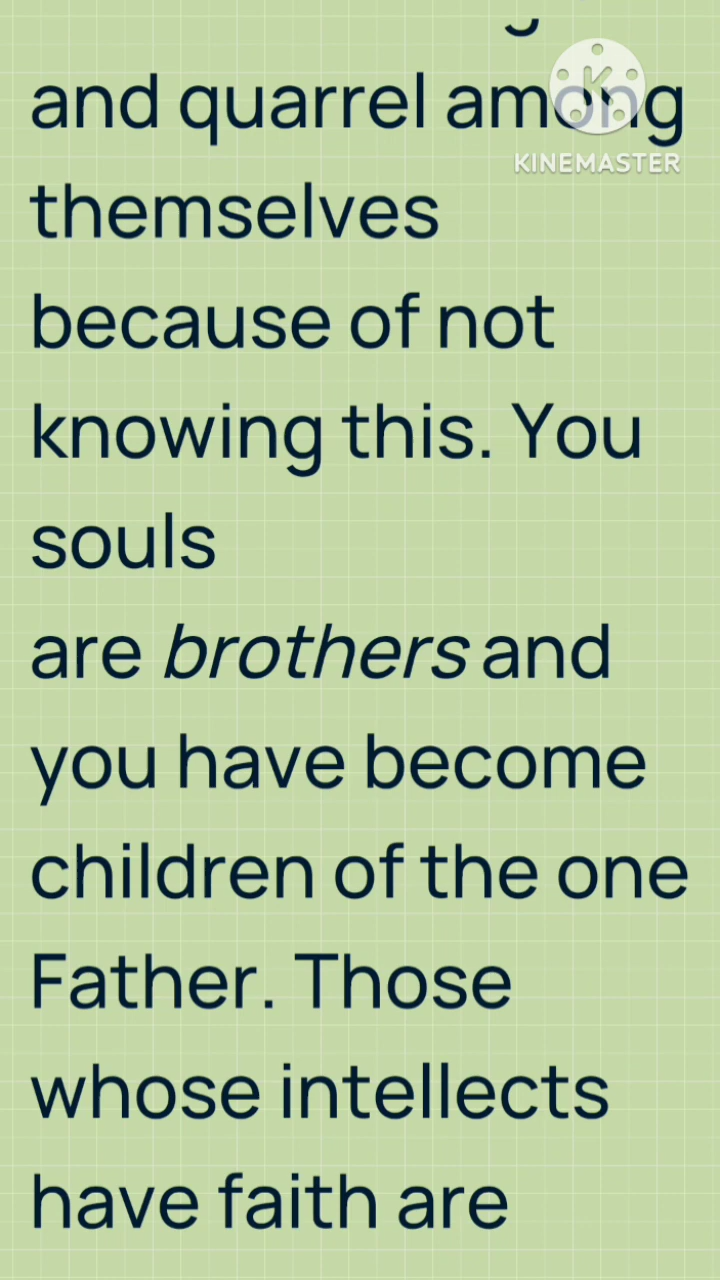 and quarrel among
KINEMASTER
themselves
because of not
knowing this. You
souls
are brothers and
you have become
children of the one
Father. Those
whose intellects
have faith are